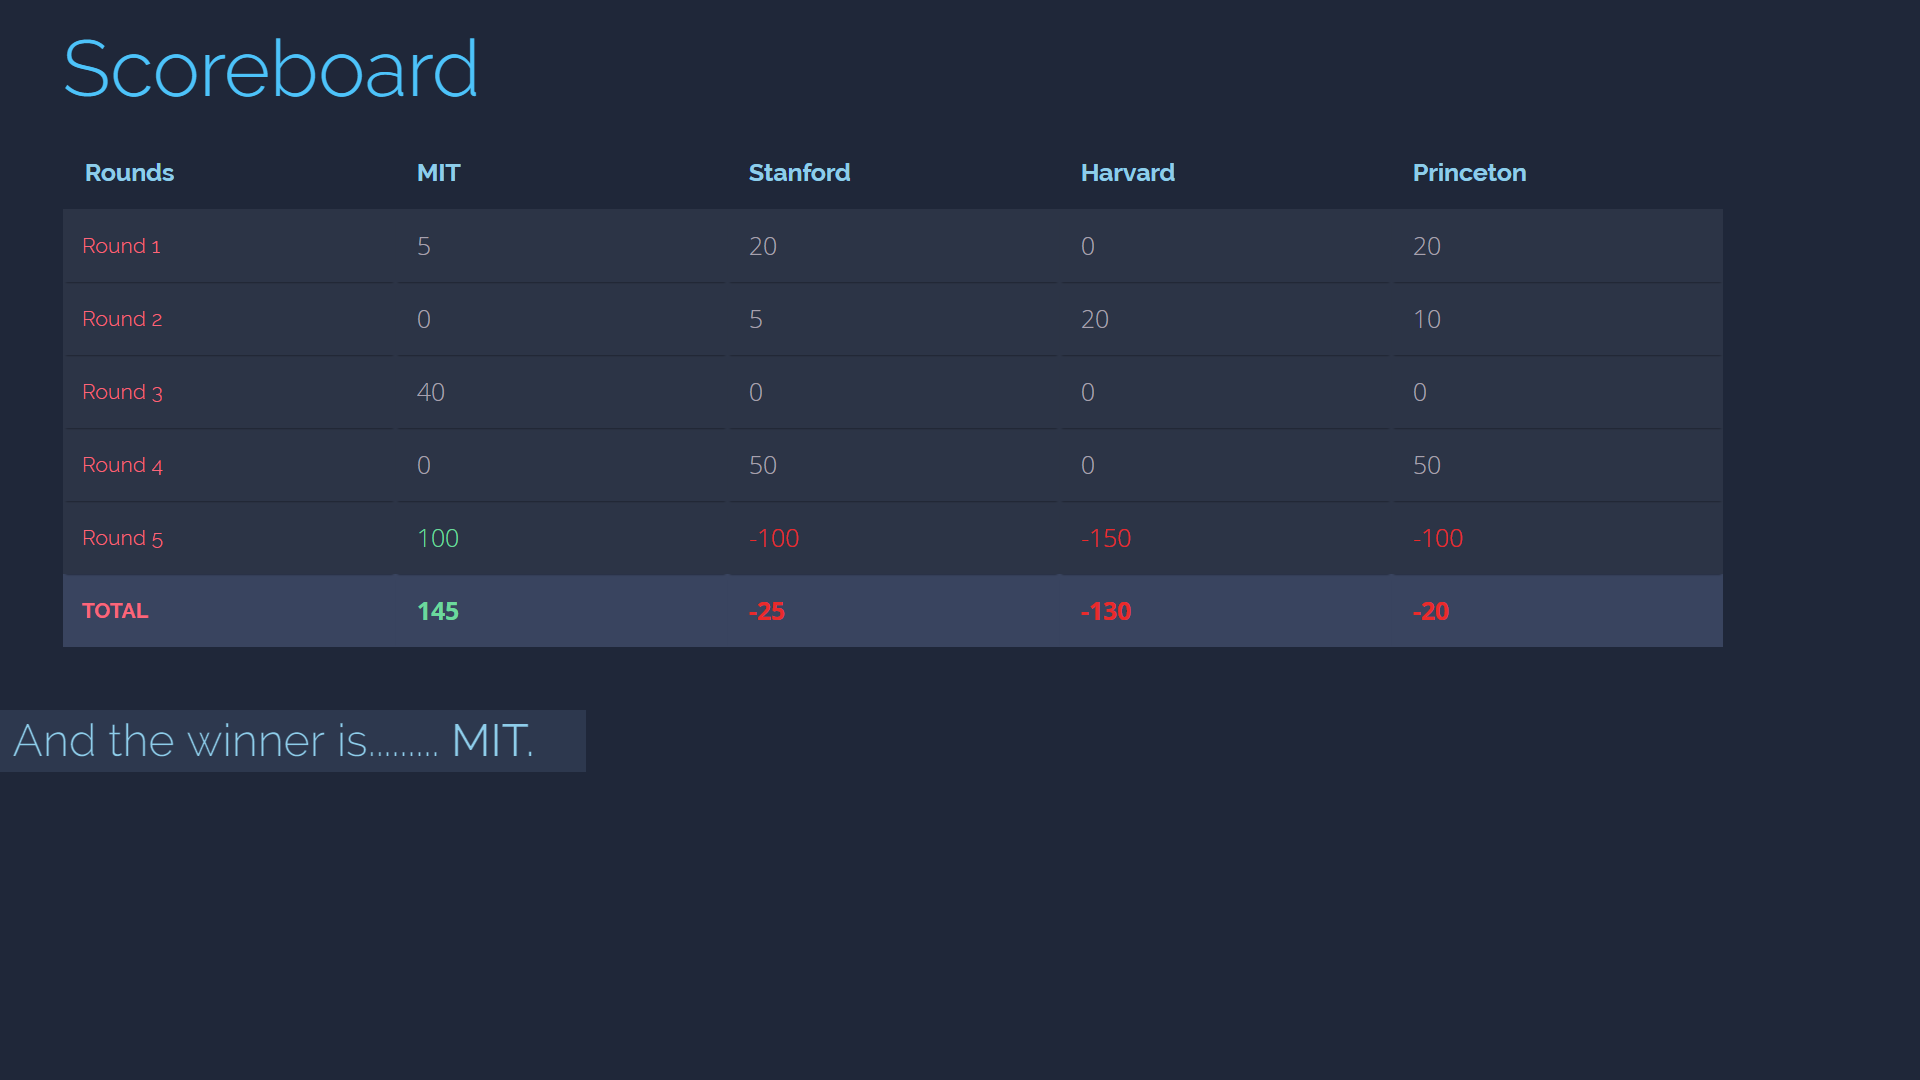 Scoreboard
Rounds MIT Stanford Harvard Princeton
Round 1 5 20 0 20
Round 2 0 5 20 10
Round 3 40 0 0 0
Round 4 0 50 0 50
Round 5 100 -100 -150 -100
TOTAL 145 -25 -130 -20
And the winner is......... MIT.